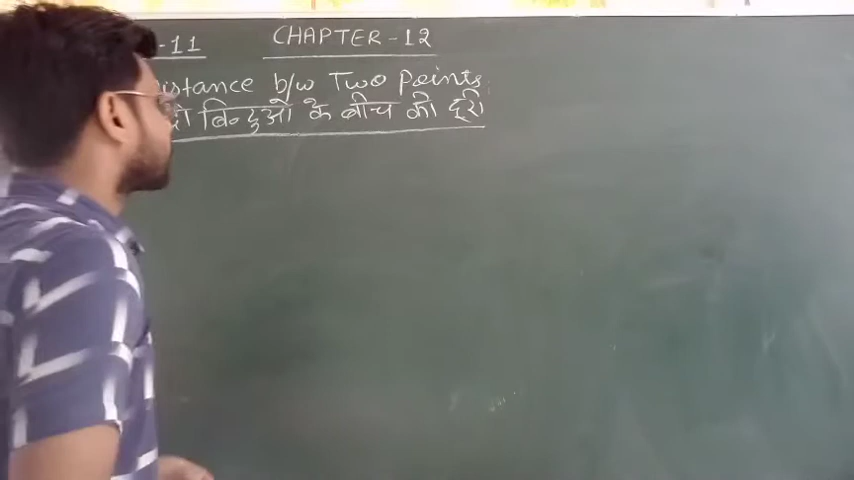 -11 CHAPTER-12
istance b/w Two Points
दो बिन्दुओ के बीच की दूरी